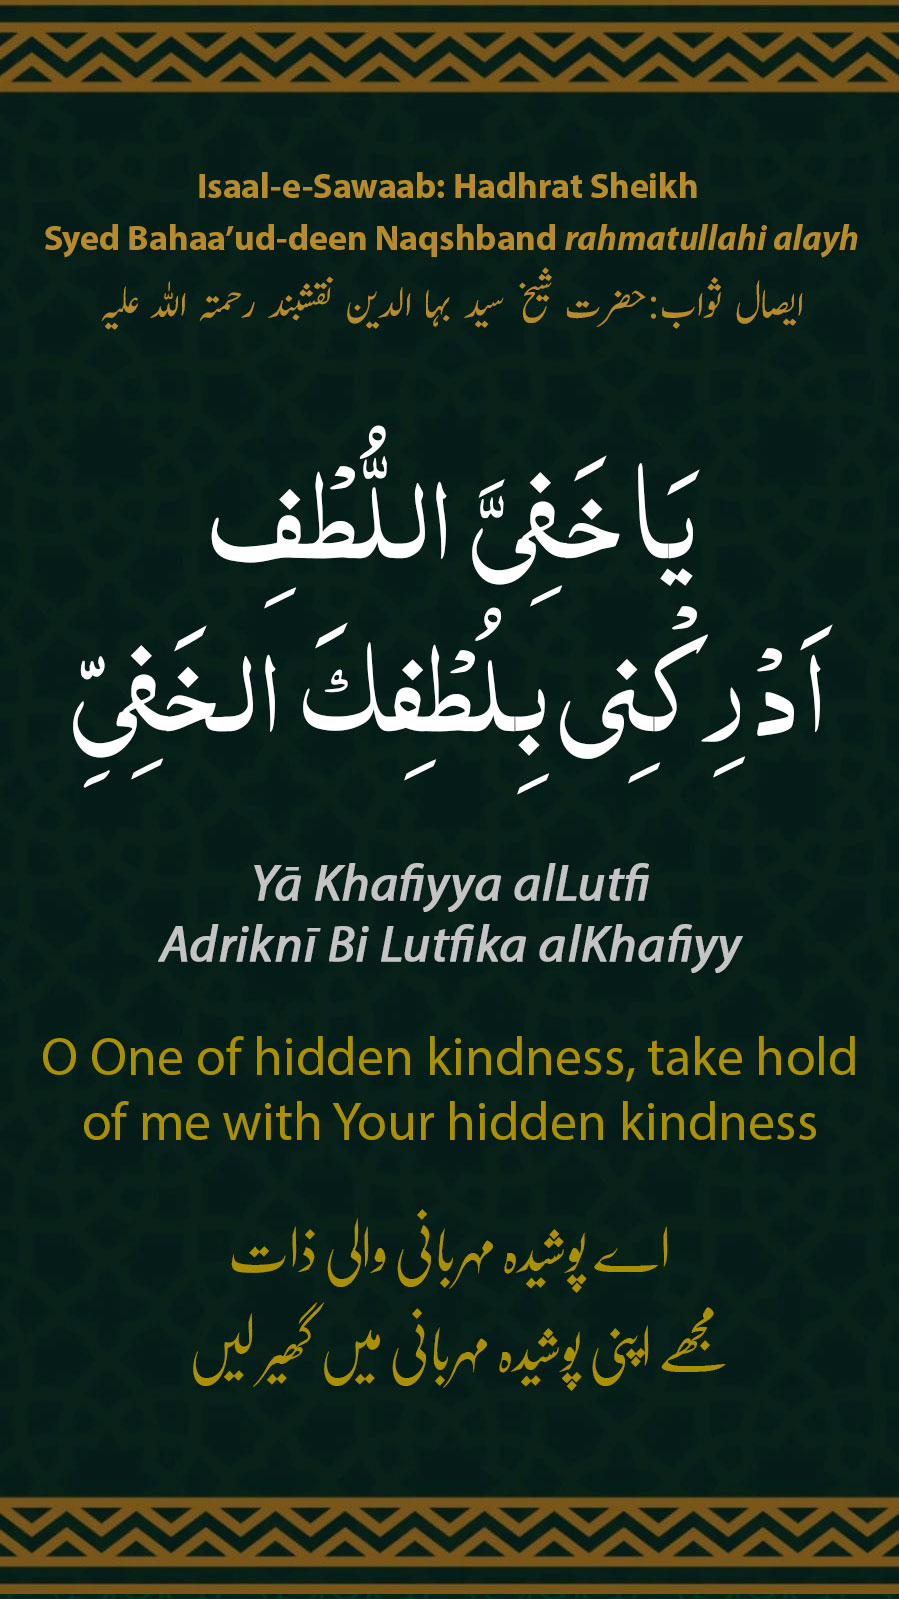 Isaal-e-Sawaab: Hadhrat Sheikh
Syed Bahaa’ud-deen Naqshband rahmatullahi alayh
ایصال ثواب:حضرت شیخ سید بہا الدین نقشبند رحمتہ اللہ علیہ
يَا خَفِىَّ اللُّطْفِ
اَدْرِكْنِى بِلُطْفِكَ الخَفِىِّ
Yā Khafiyya alLutfi
Adriknī Bi Lutfika alKhafiyy
O One of hidden kindness, take hold
of me with Your hidden kindness
اے پوشیدہ مہربانی والی ذات
مجھے اپنی پوشیدہ مہربانی میں گھیر لیں